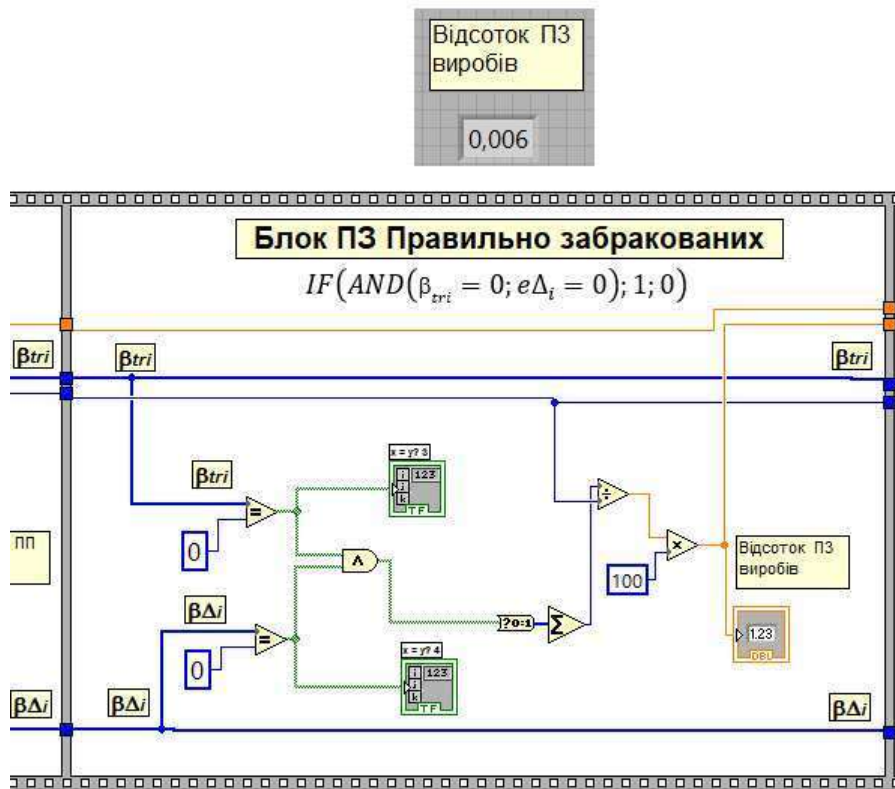 Відсоток ПЗ
виробів
0,006
Блок ПЗ Правильно забракованих
IF(AND(βtri = 0; eΔi = 0); 1; 0)
βtri
βtri
βtri
x = y? 3
i
j
k
123
TF
βtri
=
0
÷
ПП
Λ
×
Відсоток ПЗ
виробів
100
βΔi
?0:1
Σ
=
0
x = y? 4
i
j
k
123
TF
1.23
DBL
βΔi
βΔi
βΔi